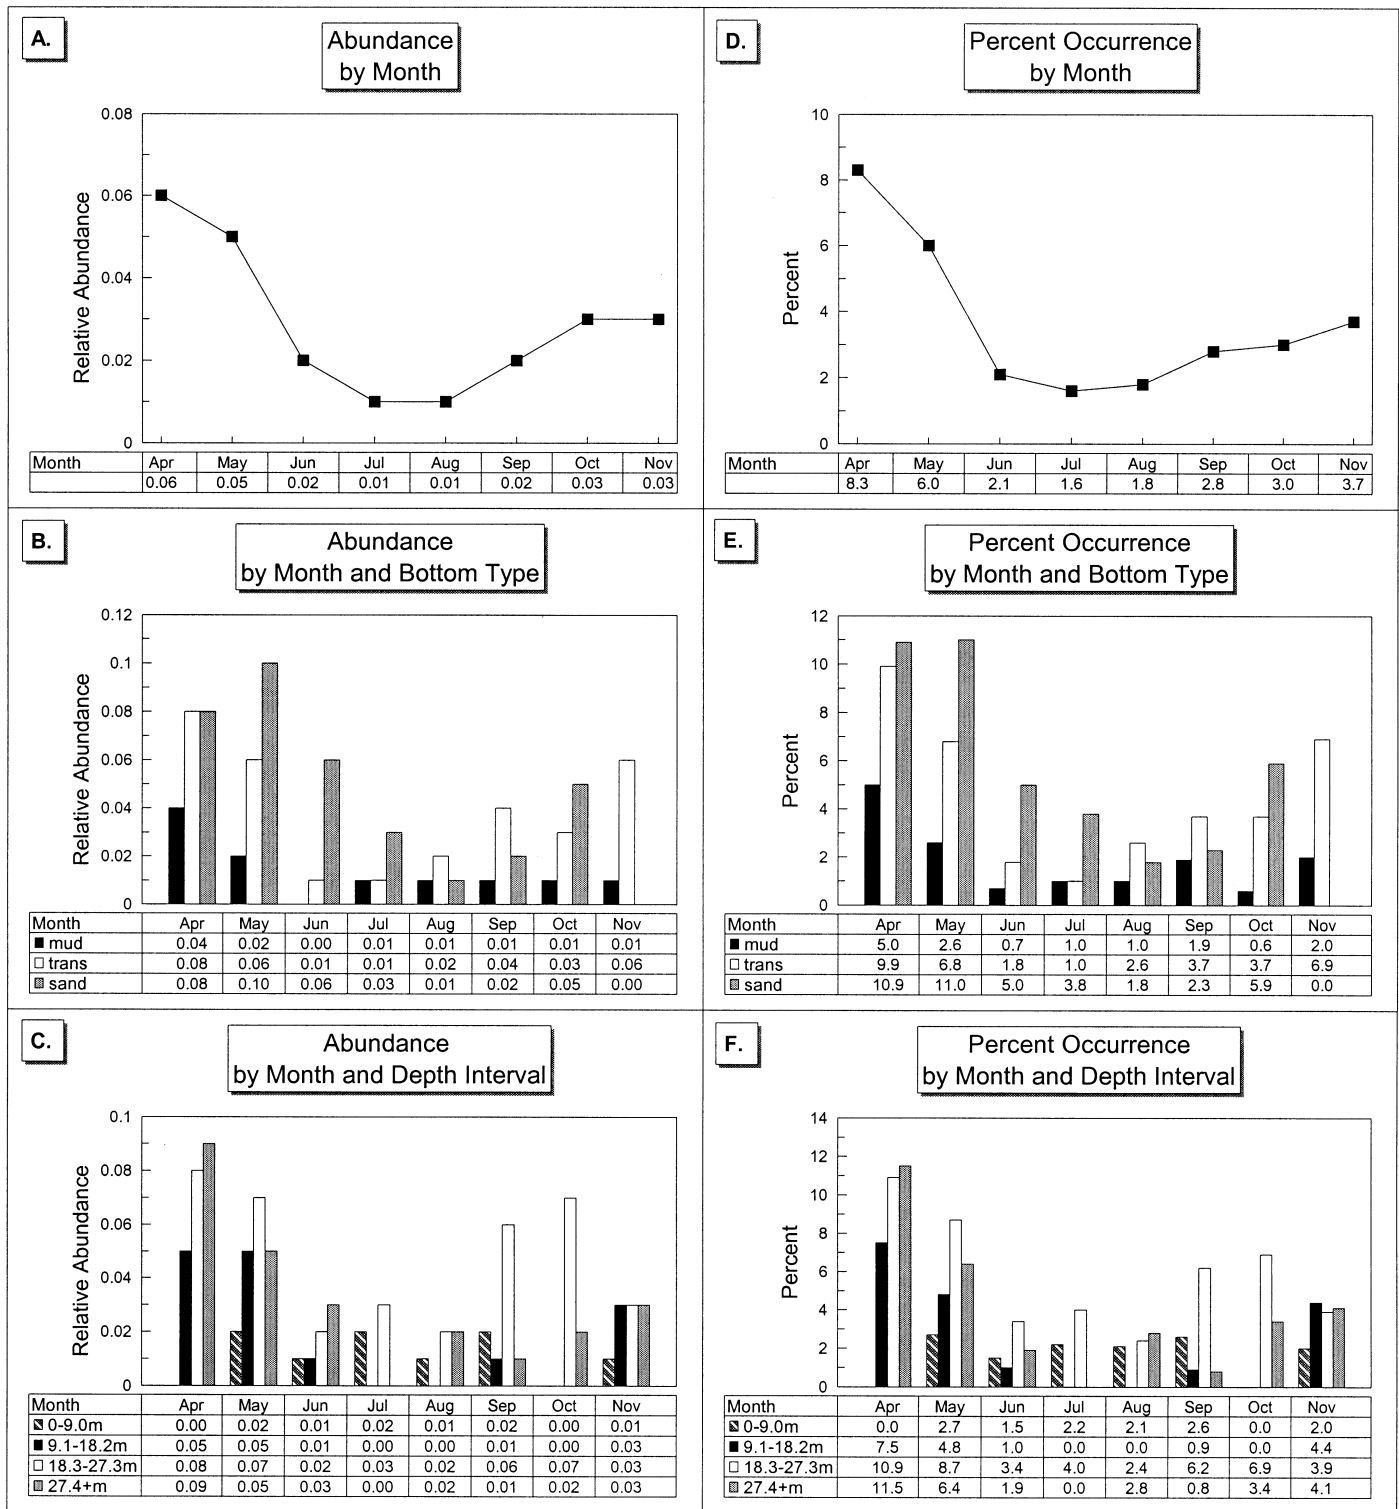 A.
Abundance
by Month
Relative Abundance
0.08
0.06
0.04
0.02
0
Month Apr May Jun Jul Aug Sep Oct Nov
0.06 0.05 0.02 0.01 0.01 0.02 0.03 0.03
D.
Percent Occurrence
by Month
Percent
10
8
6
4
2
0
Month Apr May Jun Jul Aug Sep Oct Nov
8.3 6.0 2.1 1.6 1.8 2.8 3.0 3.7
B.
Abundance
by Month and Bottom Type
Relative Abundance
0.12
0.1
0.08
0.06
0.04
0.02
0
Month Apr May Jun Jul Aug Sep Oct Nov
mud 0.04 0.02 0.00 0.01 0.01 0.01 0.01 0.01
trans 0.08 0.06 0.01 0.01 0.02 0.04 0.03 0.06
sand 0.08 0.10 0.06 0.03 0.01 0.02 0.05 0.00
E.
Percent Occurrence
by Month and Bottom Type
Percent
12
10
8
6
4
2
0
Month Apr May Jun Jul Aug Sep Oct Nov
mud 5.0 2.6 0.7 1.0 1.0 1.9 0.6 2.0
trans 9.9 6.8 1.8 1.0 2.6 3.7 3.7 6.9
sand 10.9 11.0 5.0 3.8 1.8 2.3 5.9 0.0
C.
Abundance
by Month and Depth Interval
Relative Abundance
0.1
0.08
0.06
0.04
0.02
0
Month Apr May Jun Jul Aug Sep Oct Nov
0-9.0m 0.00 0.02 0.01 0.02 0.01 0.02 0.00 0.01
9.1-18.2m 0.05 0.05 0.01 0.00 0.00 0.01 0.00 0.03
18.3-27.3m 0.08 0.07 0.02 0.03 0.02 0.06 0.07 0.03
27.4+m 0.09 0.05 0.03 0.00 0.02 0.01 0.02 0.03
F.
Percent Occurrence
by Month and Depth Interval
Percent
14
12
10
8
6
4
2
0
Month Apr May Jun Jul Aug Sep Oct Nov
0-9.0m 0.0 2.7 1.5 2.2 2.1 2.6 0.0 2.0
9.1-18.2m 7.5 4.8 1.0 0.0 0.0 0.9 0.0 4.4
18.3-27.3m 10.9 8.7 3.4 4.0 2.4 6.2 6.9 3.9
27.4+m 11.5 6.4 1.9 0.0 2.8 0.8 3.4 4.1